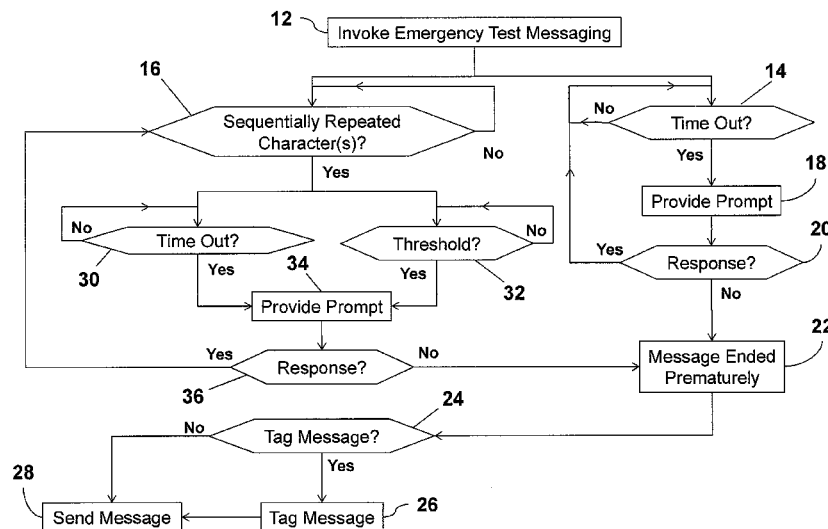 12
Invoke Emergency Test Messaging
16
14
Sequentially Repeated
Character(s)?
No
Yes
No
Time Out?
Yes
18
Provide Prompt
No
Time Out?
Yes
30
Threshold?
No
Yes
32
34
Provide Prompt
20
Yes
Response?
No
22
Yes
Response?
No
36
Message Ended
Prematurely
24
No
Tag Message?
Yes
28
Send Message
Tag Message
26